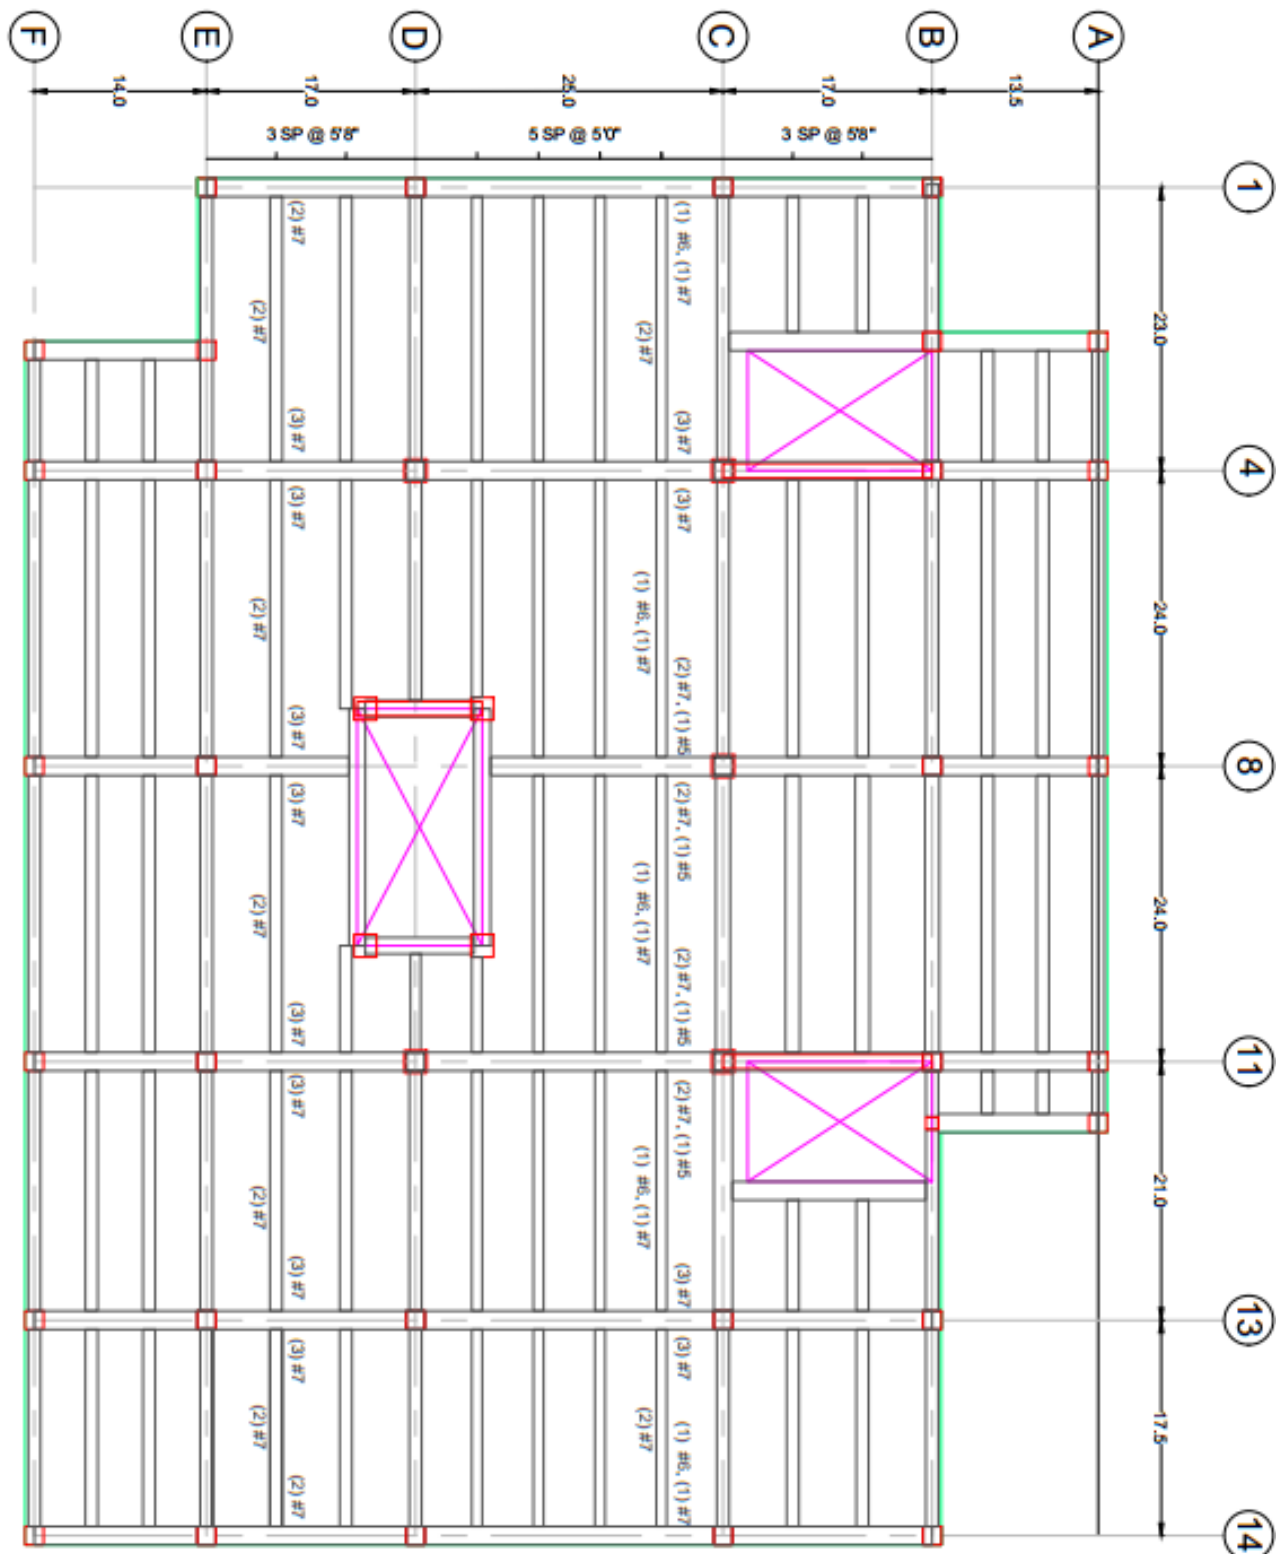 F
E
D
C
B
A
14.0
17.0
25.0
17.0
13.5
3 SP @ 5'8"
5 SP @ 5'0"
3 SP @ 5'8"
1
(2) #7
(1) #6, (1) #7
23.0
(2) #7
(2) #7
(3) #7
(3) #7
4
(3) #7
(3) #7
24.0
(2) #7
(1) #6, (1) #7
(3) #7
(2) #7, (1) #5
8
(3) #7
(2) #7, (1) #5
24.0
(2) #7
(1) #6, (1) #7
(3) #7
(2) #7, (1) #5
11
(3) #7
(2) #7, (1) #5
21.0
(2) #7
(1) #6, (1) #7
(3) #7
(3) #7
13
(3) #7
(3) #7
17.5
(2) #7
(2) #7
(2) #7
(1) #6, (1) #7
14